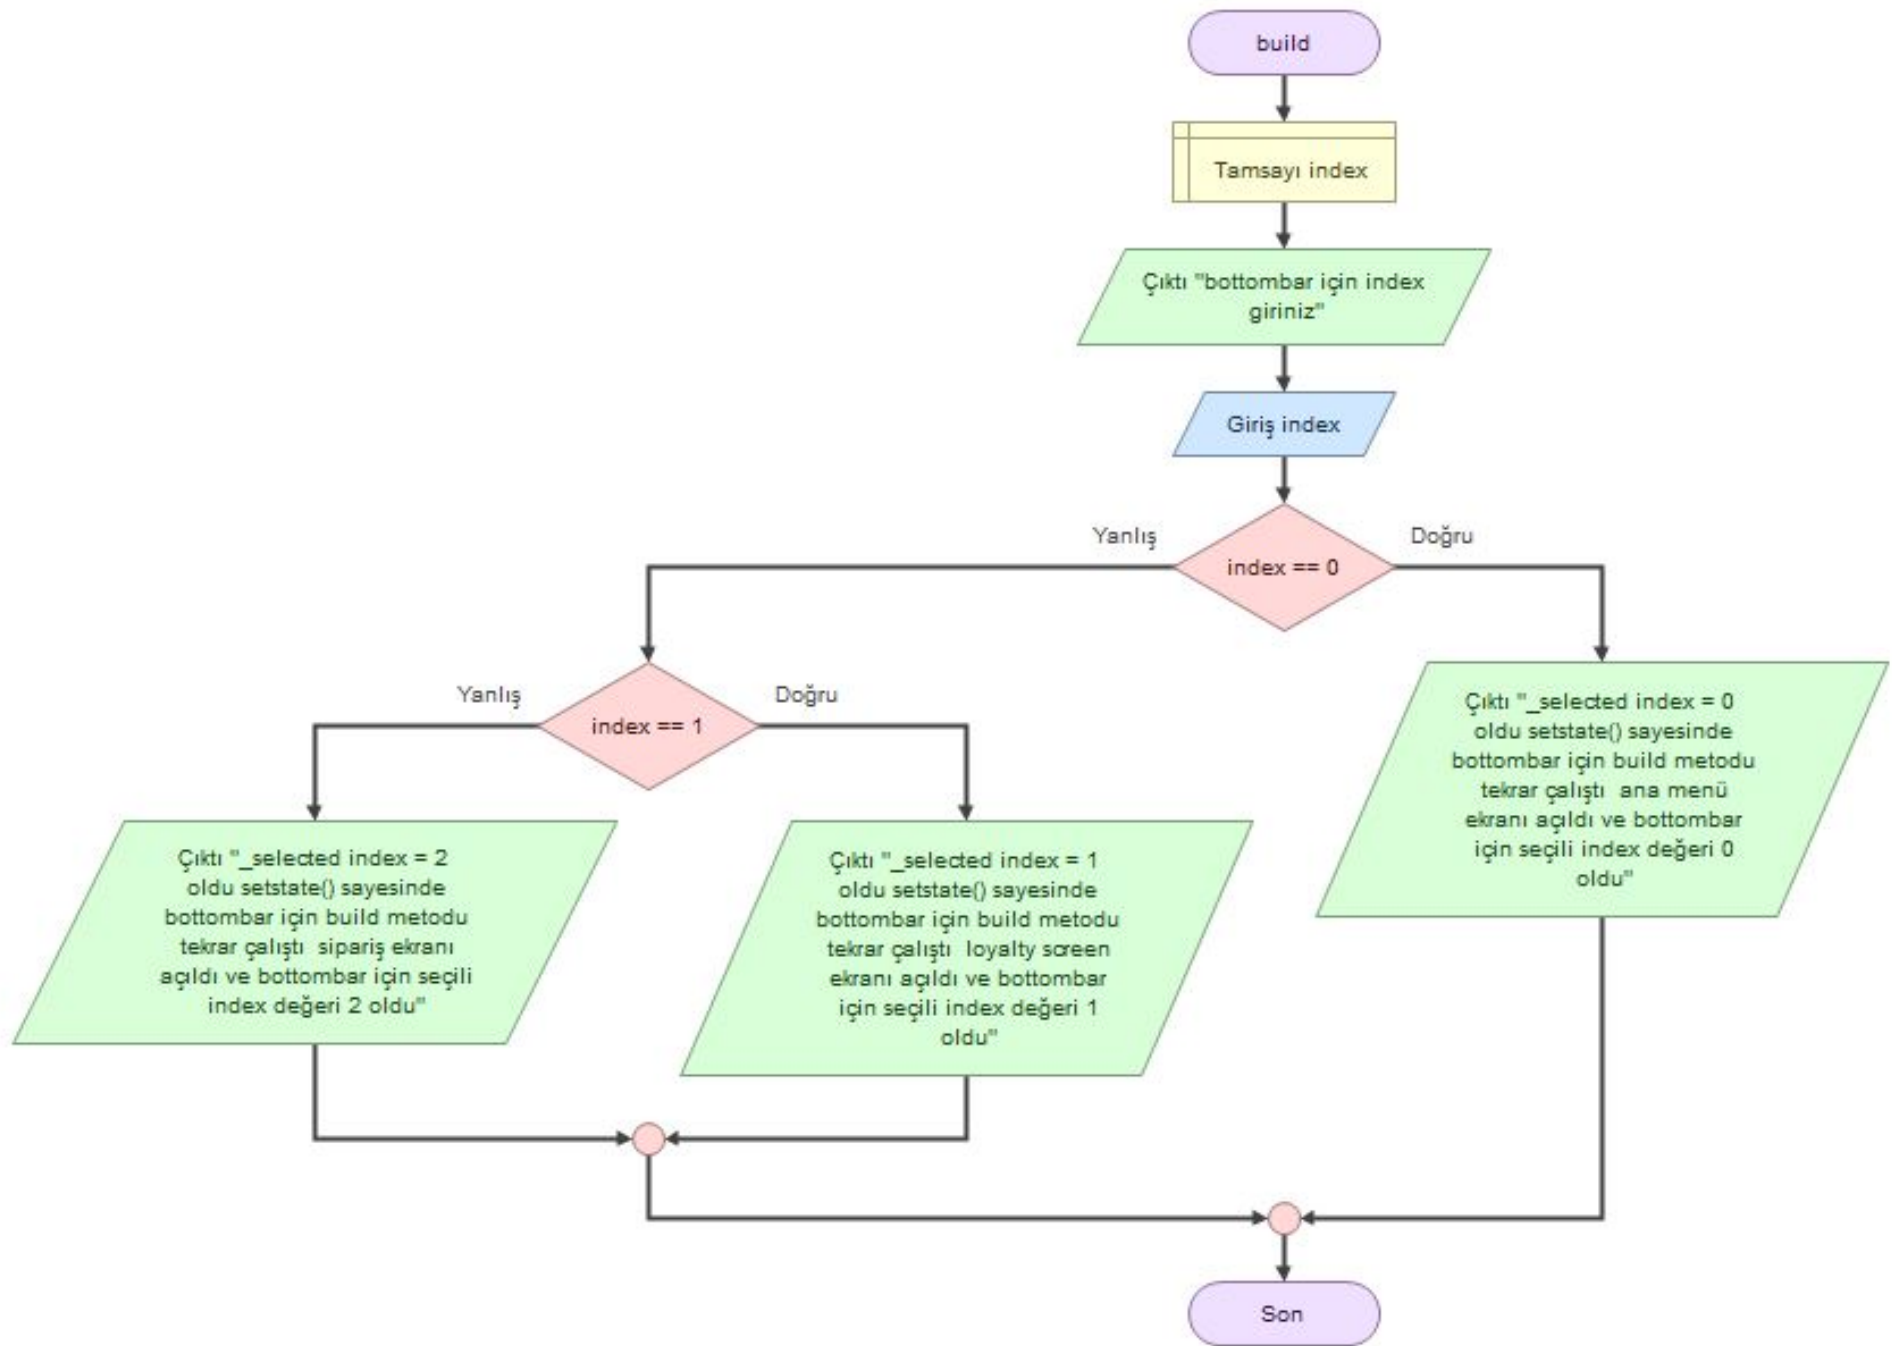 build
Tamsayı index
Çıktı "bottombar için index
giriniz"
Giriş index
Yanlış
Doğru
index == 0
Yanlış
Doğru
index == 1
Çıktı "_selected index = 0
oldu setstate() sayesinde
bottombar için build metodu
tekrar çalıştı  ana menü
ekranı açıldı ve bottombar
için seçili index değeri 0
oldu"
Çıktı "_selected index = 2
oldu setstate() sayesinde
bottombar için build metodu
tekrar çalıştı  sipariş ekranı
açıldı ve bottombar için seçili
index değeri 2 oldu"
Çıktı "_selected index = 1
oldu setstate() sayesinde
bottombar için build metodu
tekrar çalıştı  loyalty screen
ekranı açıldı ve bottombar
için seçili index değeri 1
oldu"
Son